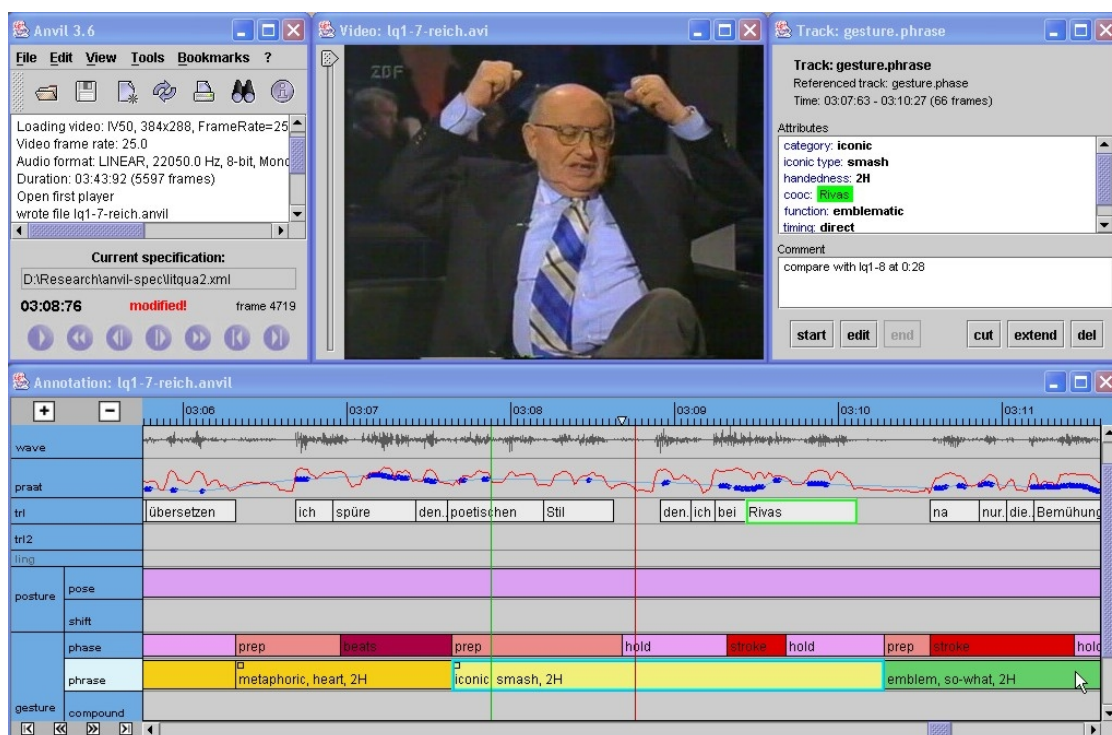 Anvil 3.6
File Edit View Tools Bookmarks ?
Loading video: IV50, 384x288, FrameRate=25
Video frame rate: 25.0
Audio format: LINEAR, 22050.0 Hz, 8-bit, Mono
Duration: 03:43:92 (5597 frames)
Open first player
wrote file lq1-7-reich.anvil
Current specification:
D:\Research\anvil-spec\litqua2.xml
03:08:76 modified! frame 4719
Video: lq1-7-reich.avi
ZDF
Track: gesture.phrase
Track: gesture.phrase
Referenced track: gesture.phase
Time: 03:07:63 - 03:10:27 (66 frames)
Attributes
category: iconic
iconic type: smash
handedness: 2H
cooc: Rivas
function: emblematic
timing: direct
Comment
compare with lq1-8 at 0:28
start edit end cut extend del
Annotation: lq1-7-reich.anvil
+ - 03:06 03:07 03:08 03:09 03:10 03:11
wave
praat
trl übersetzen ich spüre den.. poetischen Stil den. ich bei Rivas na nur. die.. Bemühung
trl2
ling
posture pose
shift
phase prep beats prep hold stroke hold prep stroke hold
phrase metaphoric, heart, 2H iconic, smash, 2H emblem, so-what, 2H
gesture compound